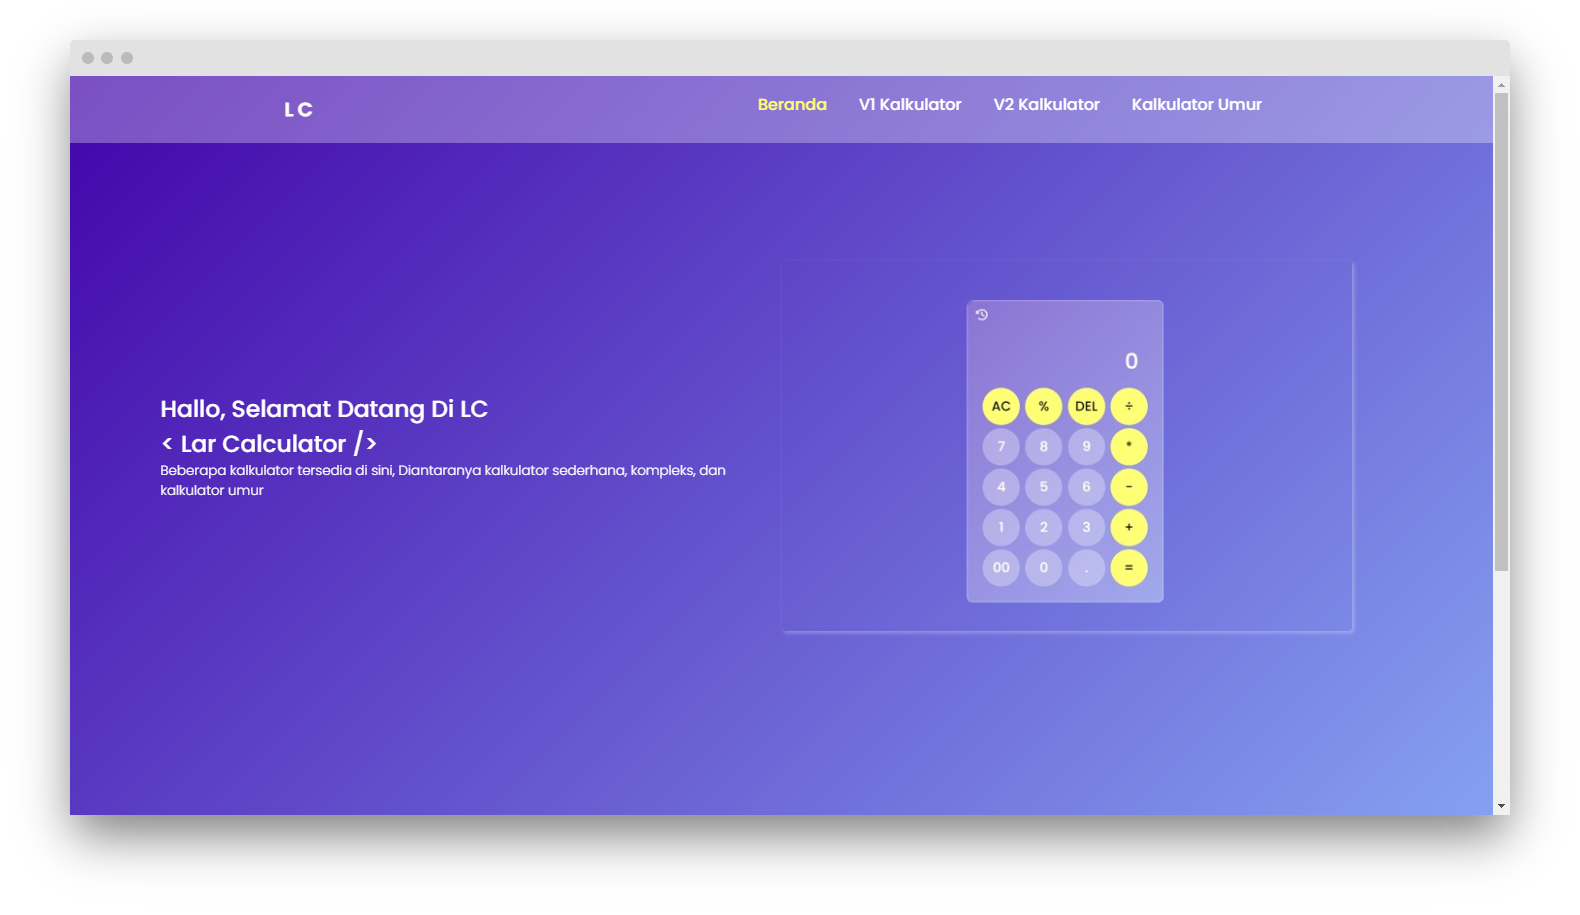 LC
Beranda V1 Kalkulator V2 Kalkulator Kalkulator Umur
Hallo, Selamat Datang Di LC
< Lar Calculator />
Beberapa kalkulator tersedia di sini, Diantaranya kalkulator sederhana, kompleks, dan
kalkulator umur
0
AC % DEL ÷
7 8 9 *
4 5 6 -
1 2 3 +
00 0 . =